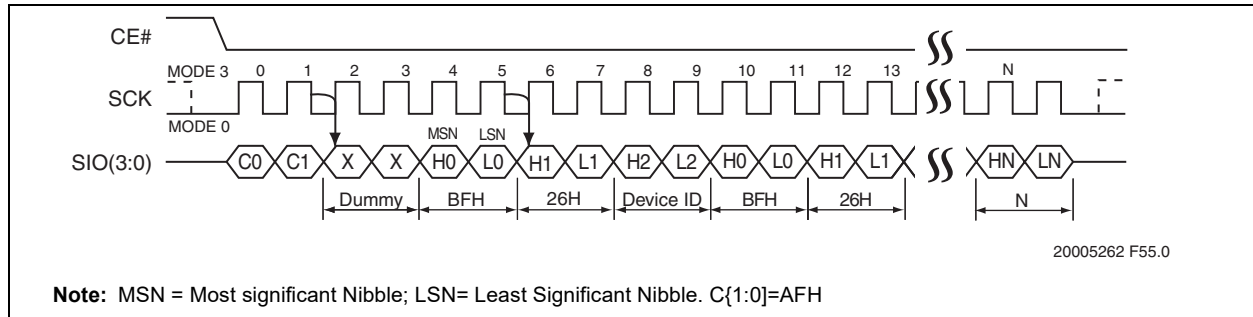 CE#
MODE 3 0 1 2 3 4 5 6 7 8 9 10 11 12 13 N
SCK
MODE 0
MSN LSN
SIO(3:0) C0 C1 X X H0 L0 H1 L1 H2 L2 H0 L0 H1 L1 HN LN
Dummy BFH 26H Device ID BFH 26H N
20005262 F55.0
Note: MSN = Most significant Nibble; LSN= Least Significant Nibble. C{1:0]=AFH